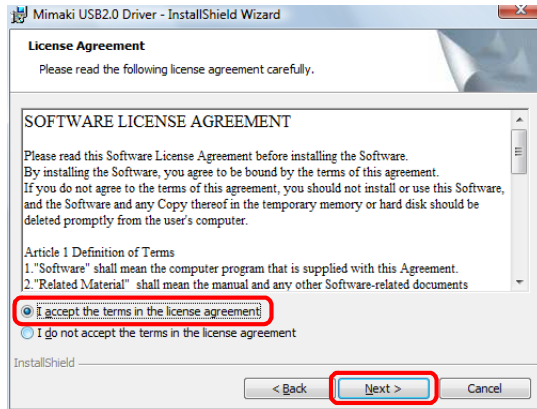 Mimaki USB2.0 Driver - InstallShield Wizard
License Agreement
Please read the following license agreement carefully.
SOFTWARE LICENSE AGREEMENT
Please read this Software License Agreement before installing the Software.
By installing the Software, you agree to be bound by the terms of this agreement.
If you do not agree to the terms of this agreement, you should not install or use this Software,
and the Software and any Copy thereof in the temporary memory or hard disk should be
deleted promptly from the user's computer.
Article 1 Definition of Terms
1."Software" shall mean the computer program that is supplied with this Agreement.
2."Related Material" shall mean the manual and any other Software-related documents
I accept the terms in the license agreement
I do not accept the terms in the license agreement
InstallShield
< Back Next > Cancel